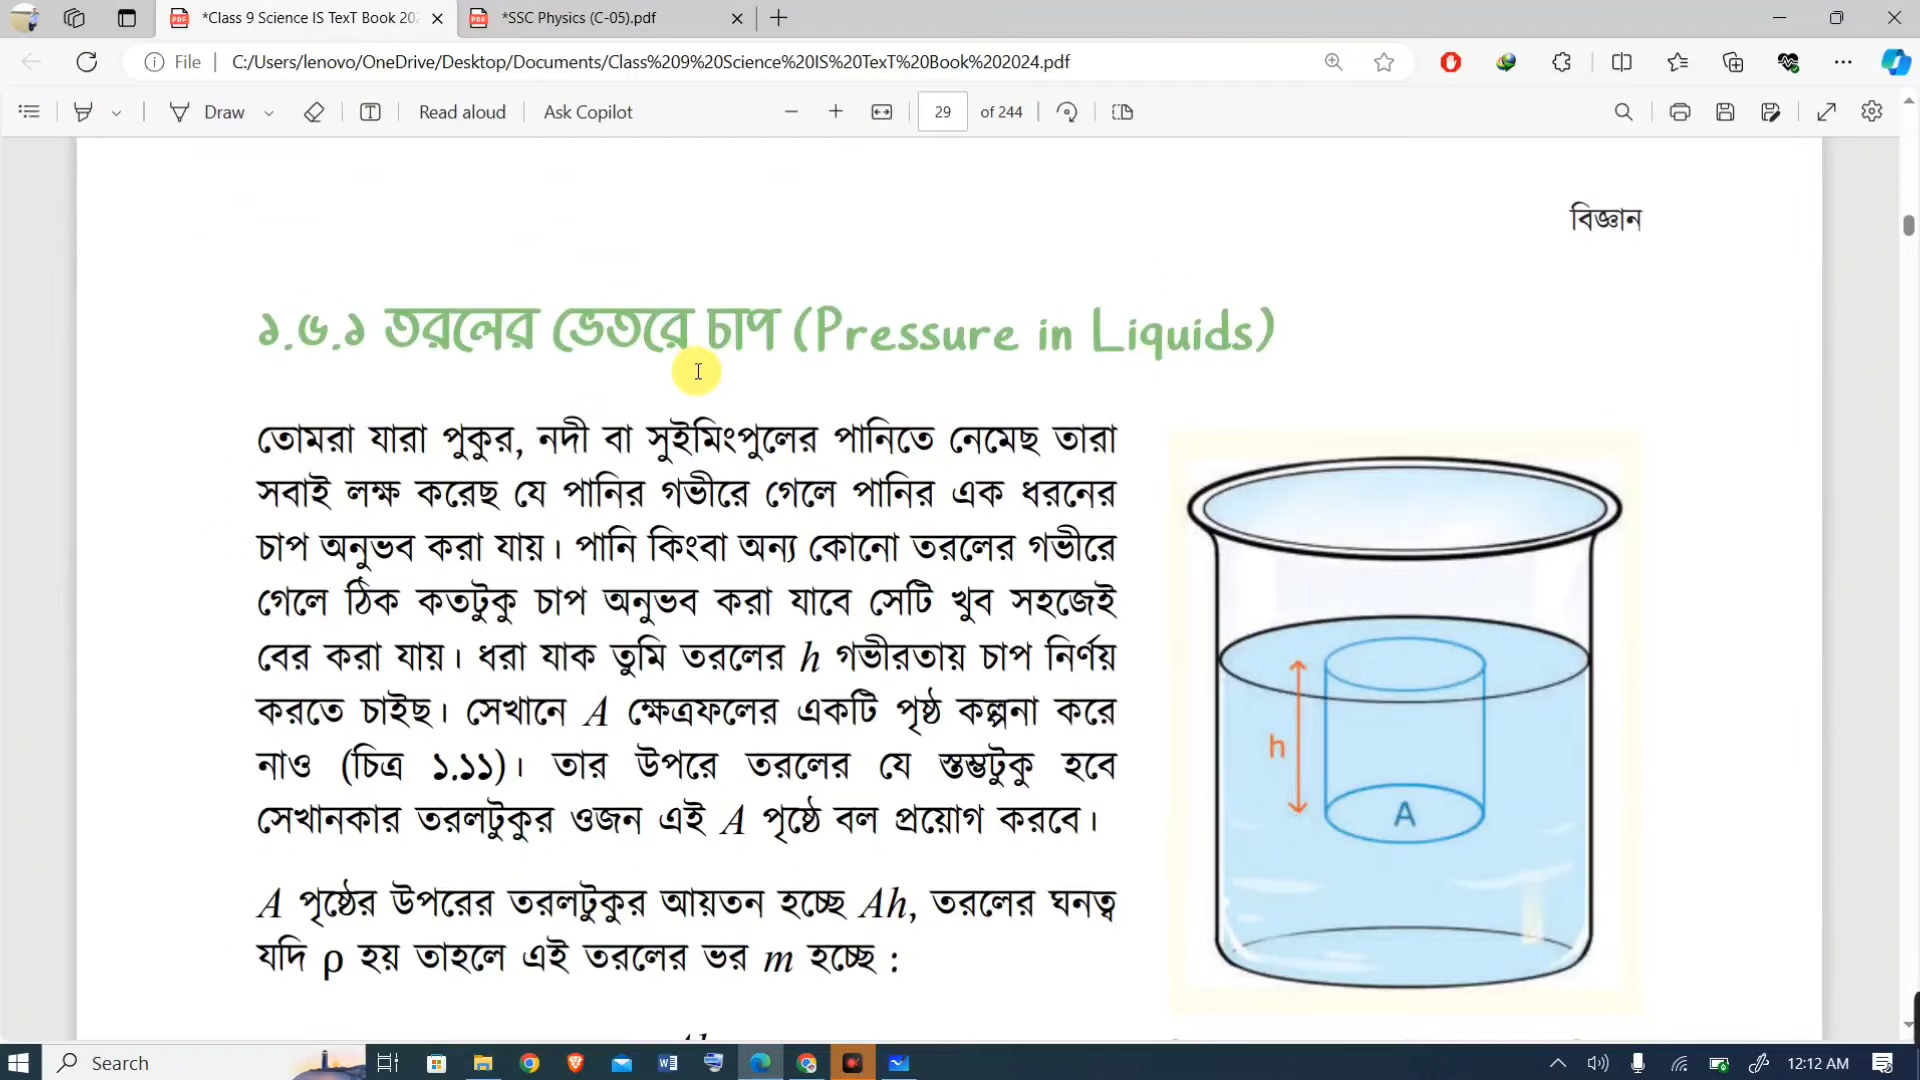 *Class 9 Science IS TexT Book 20
*SSC Physics (C-05).pdf
File
C:/Users/lenovo/OneDrive/Desktop/Documents/Class%209%20Science%20IS%20TexT%20Book%202024.pdf
Draw
Read aloud
Ask Copilot
29 of 244
বিজ্ঞান
১.৬.১ তরলের ভেতরে চাপ (Pressure in Liquids)
তোমরা যারা পুকুর, নদী বা সুইমিংপুলের পানিতে নেমেছ তারা
সবাই লক্ষ করেছ যে পানির গভীরে গেলে পানির এক ধরনের
চাপ অনুভব করা যায়। পানি কিংবা অন্য কোনো তরলের গভীরে
গেলে ঠিক কতটুকু চাপ অনুভব করা যাবে সেটি খুব সহজেই
বের করা যায়। ধরা যাক তুমি তরলের h গভীরতায় চাপ নির্ণয়
করতে চাইছ। সেখানে A ক্ষেত্রফলের একটি পৃষ্ঠ কল্পনা করে
নাও (চিত্র ১.১১)। তার উপরে তরলের যে স্তম্ভটুকু হবে
সেখানকার তরলটুকুর ওজন এই A পৃষ্ঠে বল প্রয়োগ করবে।
A পৃষ্ঠের উপরের তরলটুকুর আয়তন হচ্ছে Ah, তরলের ঘনত্ব
যদি ρ হয় তাহলে এই তরলের ভর m হচ্ছে :
h
A
Search
12:12 AM